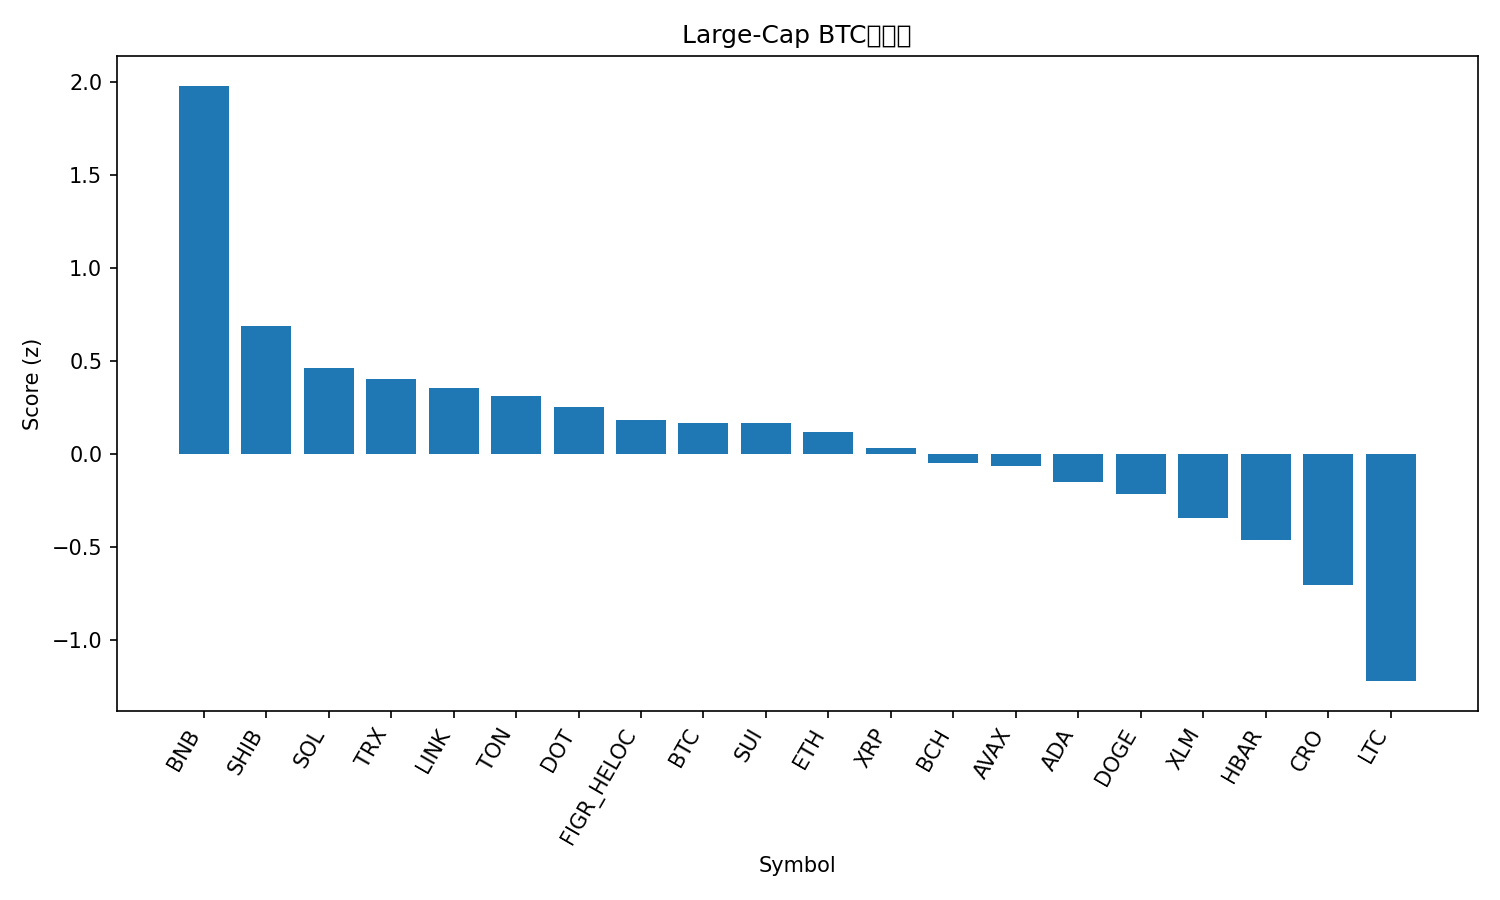 Large-Cap BTC
Score (z)
2.0
1.5
1.0
0.5
0.0
−0.5
−1.0
BNB
SHIB
SOL
TRX
LINK
TON
DOT
FIGR_HELOC
BTC
SUI
ETH
XRP
BCH
AVAX
ADA
DOGE
XLM
HBAR
CRO
LTC
Symbol